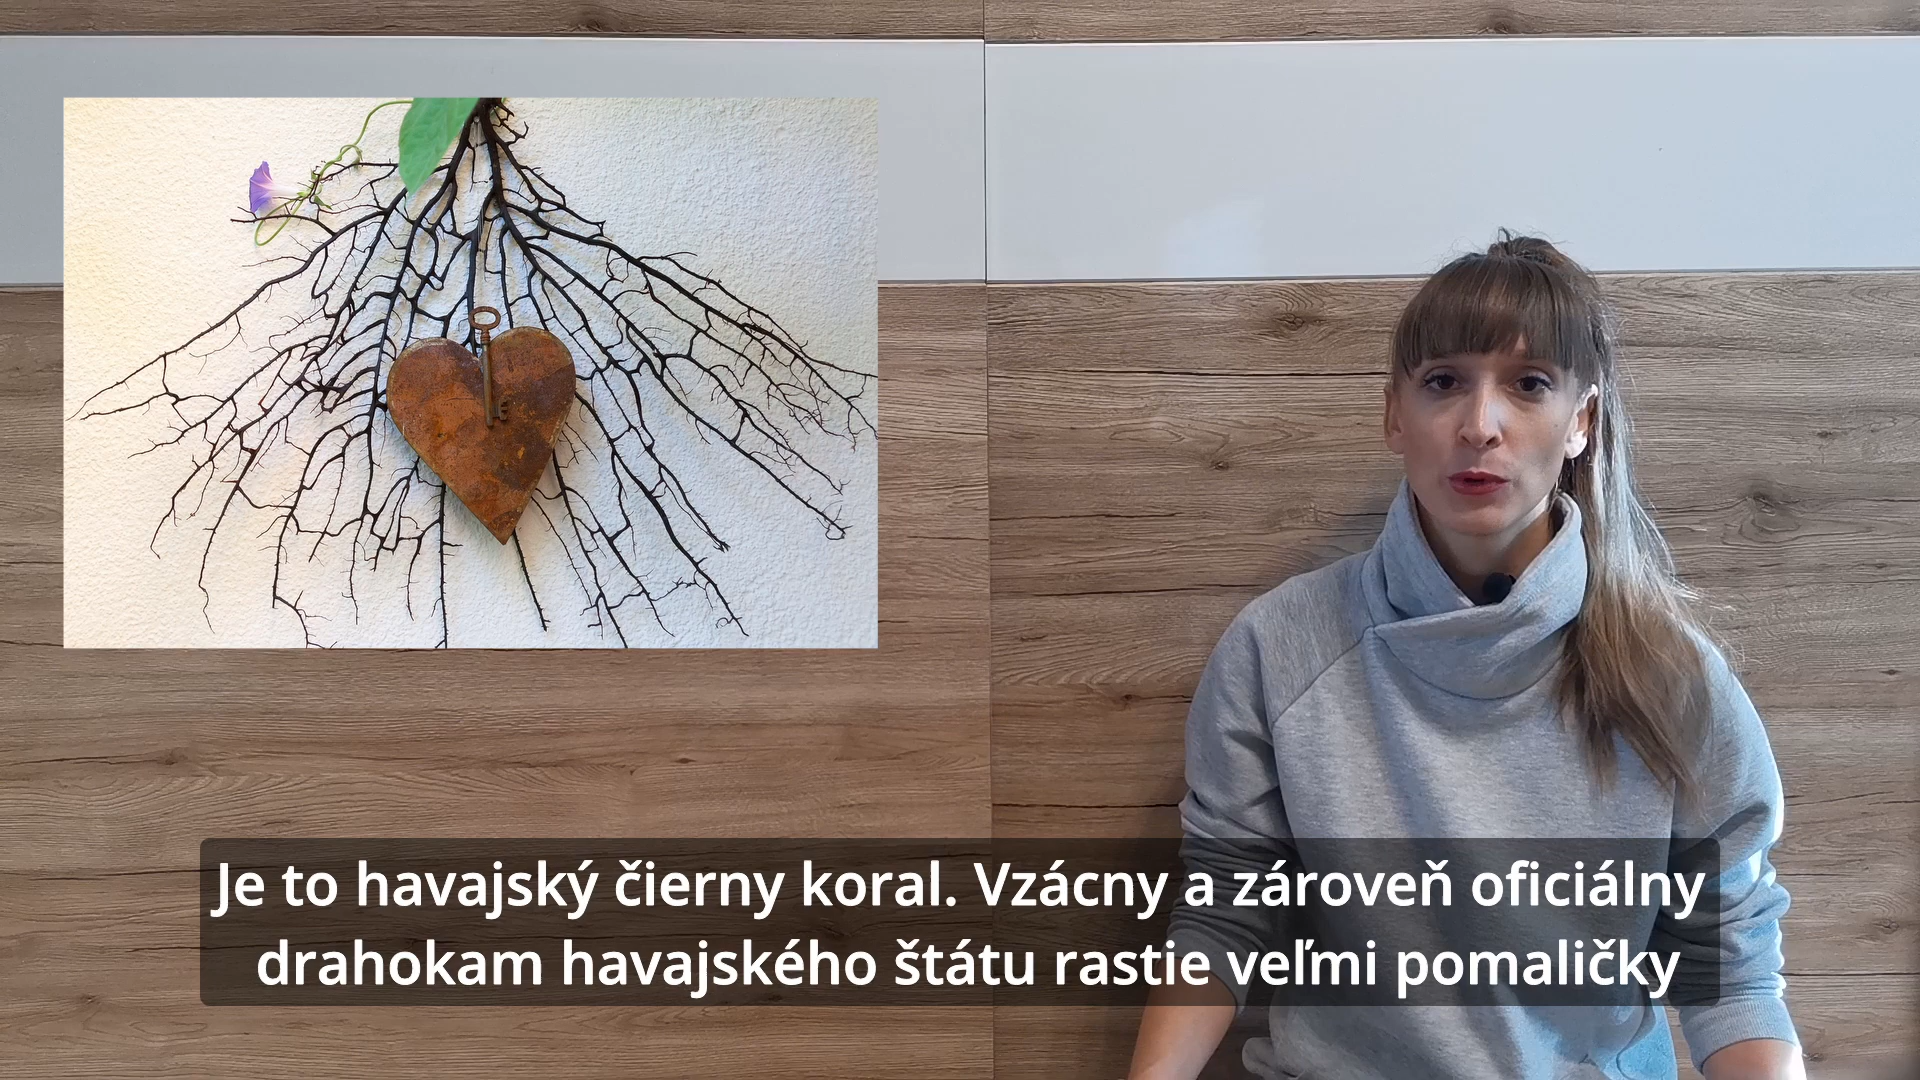 Je to havajský čierny koral. Vzácny a zároveň oficiálny
drahokam havajského štátu rastie veľmi pomaličky